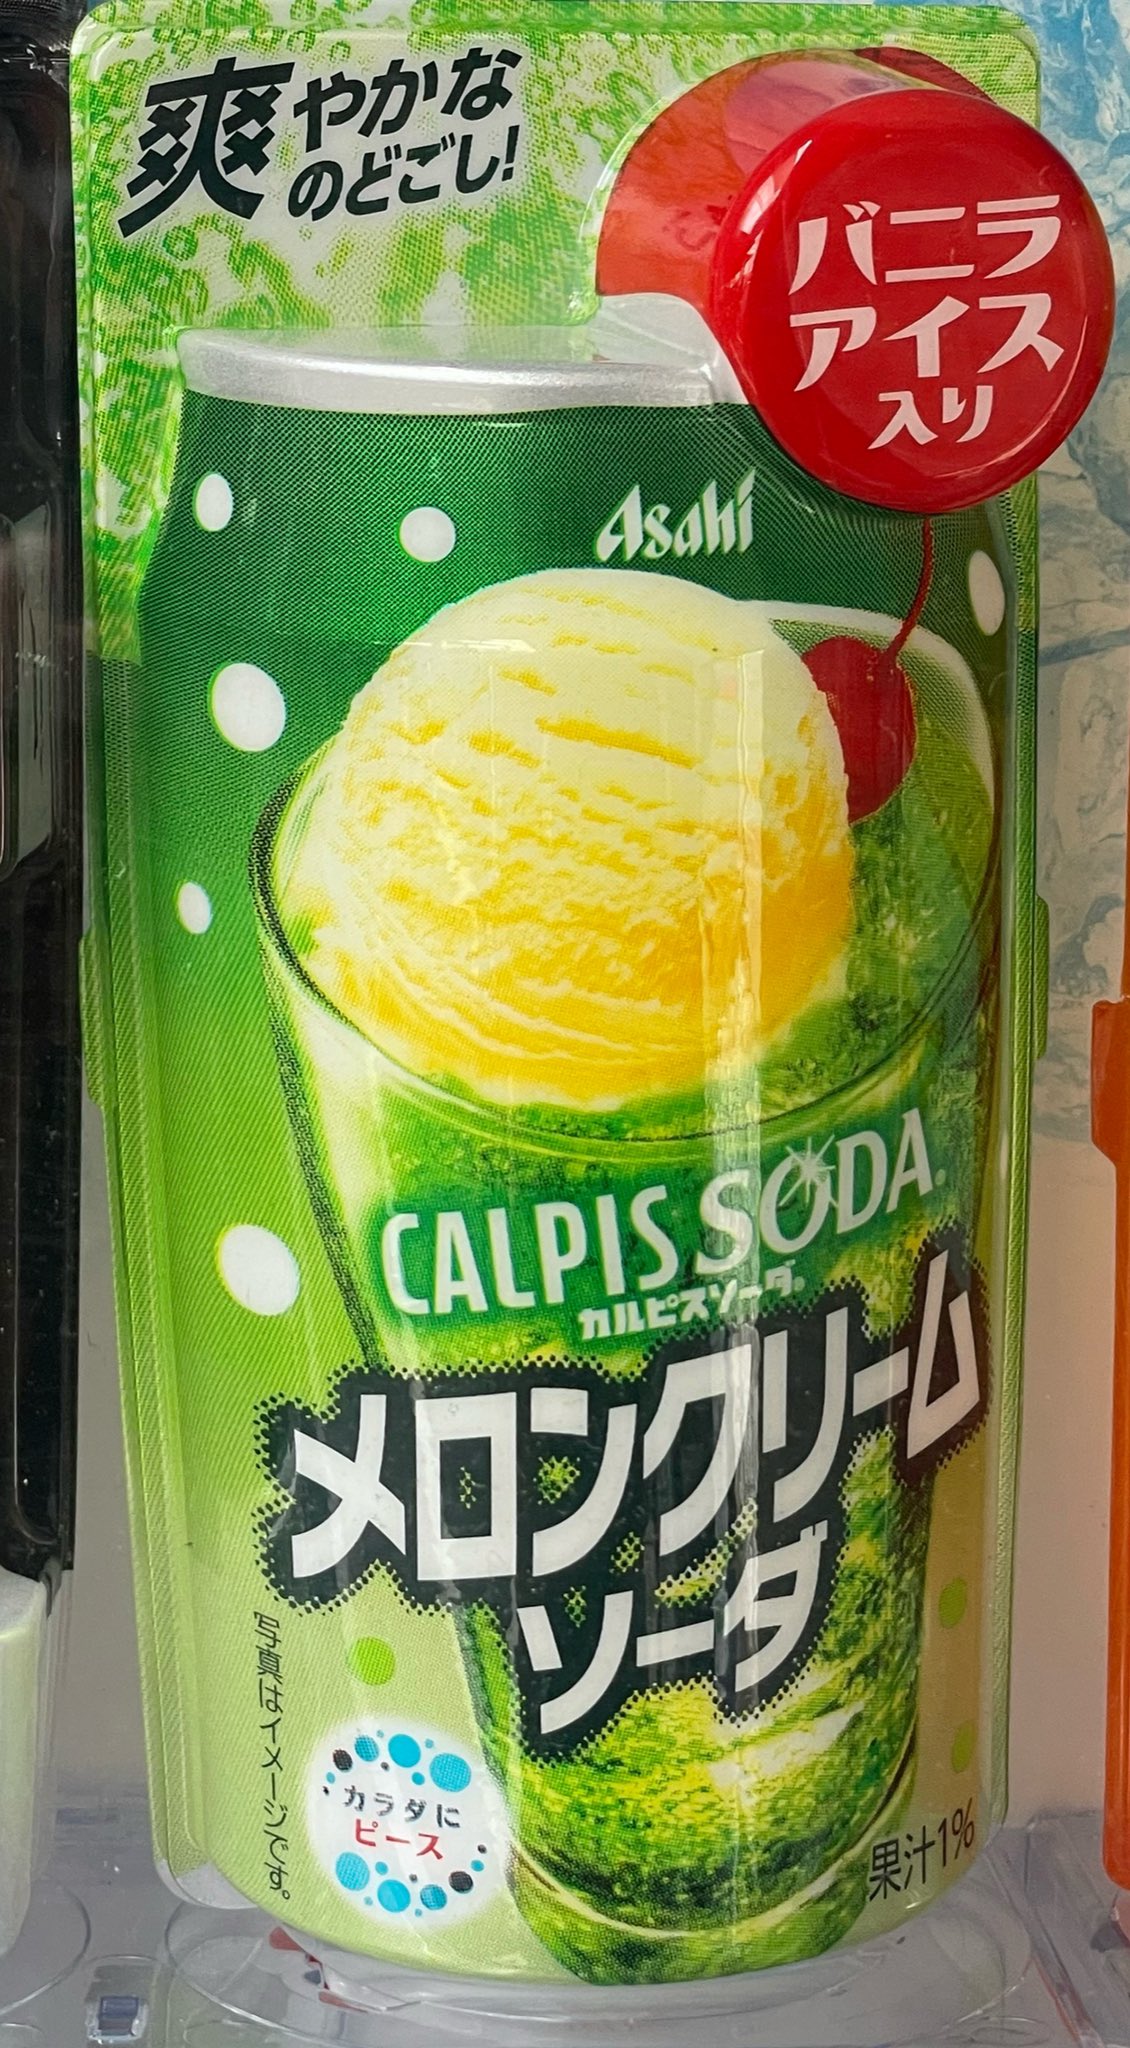 爽やかな
のどごし!
バニラ
アイス
入り
Asahi
CALPIS SODA
カルピスソーダ®
メロンクリーム
ソーダ
写真はイメージです。
カラダに
ピース
果汁1%